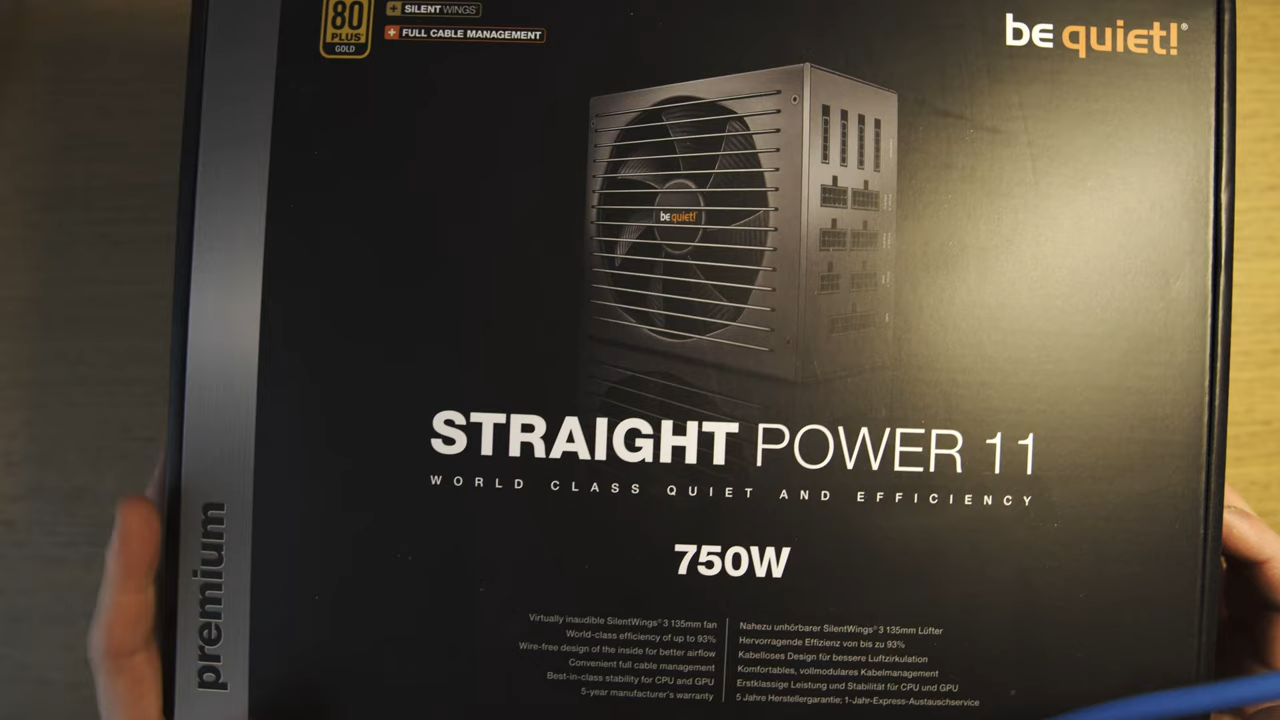 80
PLUS
GOLD
SILENT WINGS®
FULL CABLE MANAGEMENT
be quiet!®
be quiet!
STRAIGHT POWER 11
WORLD CLASS QUIET AND EFFICIENCY
750W
premium
Virtually inaudible SilentWings® 3 135mm fan
World-class efficiency of up to 93%
Wire-free design of the inside for better airflow
Convenient full cable management
Best-in-class stability for CPU and GPU
5-year manufacturer's warranty
Nahezu unhörbarer SilentWings® 3 135mm Lüfter
Hervorragende Effizienz von bis zu 93%
Kabelloses Design für bessere Luftzirkulation
Komfortables, vollmodulares Kabelmanagement
Erstklassige Leistung und Stabilität für CPU und GPU
5 Jahre Herstellergarantie; 1-Jahr-Express-Austauschservice